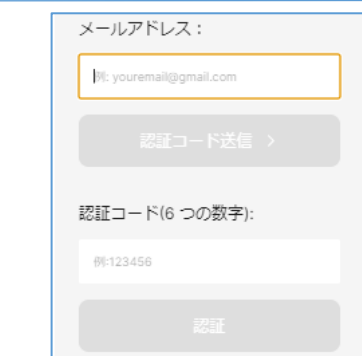 メールアドレス：
例: youremail@gmail.com
認証コード送信 >
認証コード(6 つの数字):
例:123456
認証